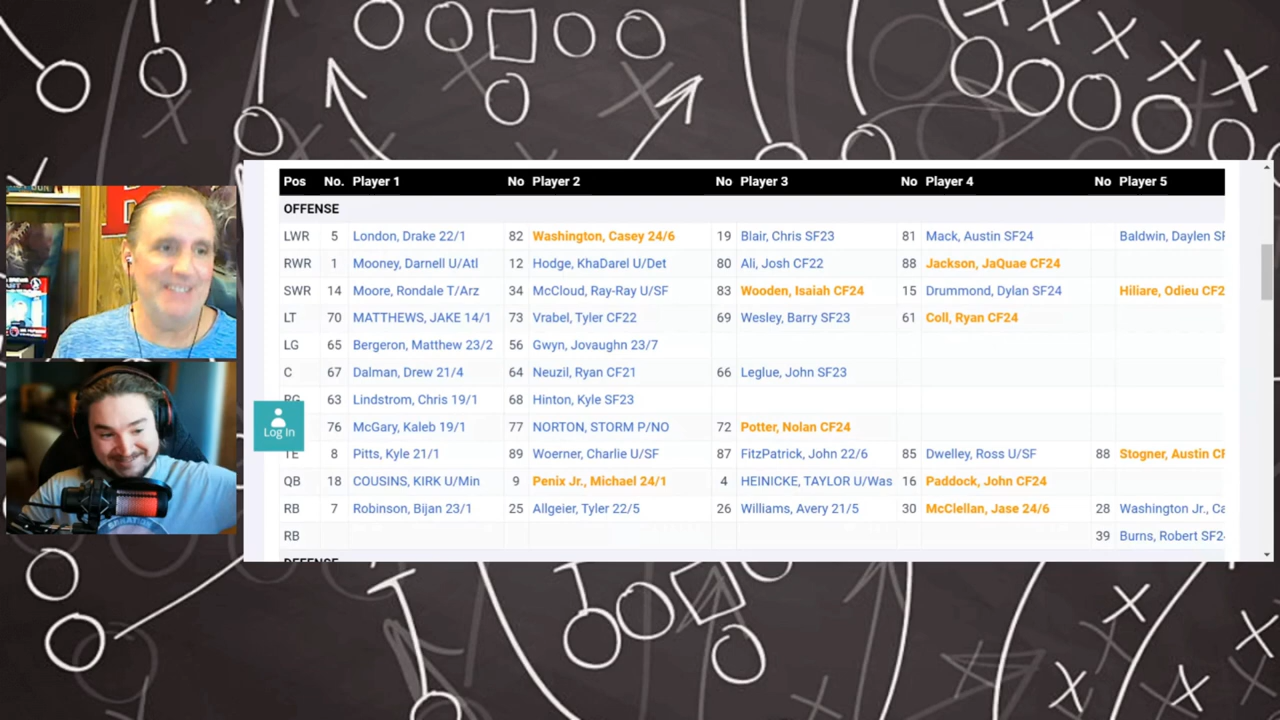 Pos No. Player 1 No Player 2 No Player 3 No Player 4 No Player 5
OFFENSE
LWR 5 London, Drake 22/1 82 Washington, Casey 24/6 19 Blair, Chris SF23 81 Mack, Austin SF24 Baldwin, Daylen SF
RWR 1 Mooney, Darnell U/Atl 12 Hodge, KhaDarel U/Det 80 Ali, Josh CF22 88 Jackson, JaQuae CF24
SWR 14 Moore, Rondale T/Arz 34 McCloud, Ray-Ray U/SF 83 Wooden, Isaiah CF24 15 Drummond, Dylan SF24 Hiliare, Odieu CF2
LT 70 MATTHEWS, JAKE 14/1 73 Vrabel, Tyler CF22 69 Wesley, Barry SF23 61 Coll, Ryan CF24
LG 65 Bergeron, Matthew 23/2 56 Gwyn, Jovaughn 23/7
C 67 Dalman, Drew 21/4 64 Neuzil, Ryan CF21 66 Leglue, John SF23
RG 63 Lindstrom, Chris 19/1 68 Hinton, Kyle SF23
76 McGary, Kaleb 19/1 77 NORTON, STORM P/NO 72 Potter, Nolan CF24
Log In
TE 8 Pitts, Kyle 21/1 89 Woerner, Charlie U/SF 87 FitzPatrick, John 22/6 85 Dwelley, Ross U/SF 88 Stogner, Austin CF
QB 18 COUSINS, KIRK U/Min 9 Penix Jr., Michael 24/1 4 HEINICKE, TAYLOR U/Was 16 Paddock, John CF24
RB 7 Robinson, Bijan 23/1 25 Allgeier, Tyler 22/5 26 Williams, Avery 21/5 30 McClellan, Jase 24/6 28 Washington Jr., Ca
RB 39 Burns, Robert SF2
DEFENSE